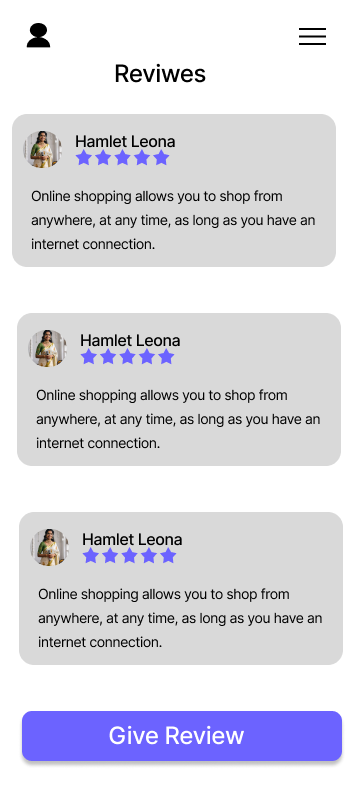 Reviwes
Hamlet Leona
Online shopping allows you to shop from
anywhere, at any time, as long as you have an
internet connection.
Hamlet Leona
Online shopping allows you to shop from
anywhere, at any time, as long as you have an
internet connection.
Hamlet Leona
Online shopping allows you to shop from
anywhere, at any time, as long as you have an
internet connection.
Give Review